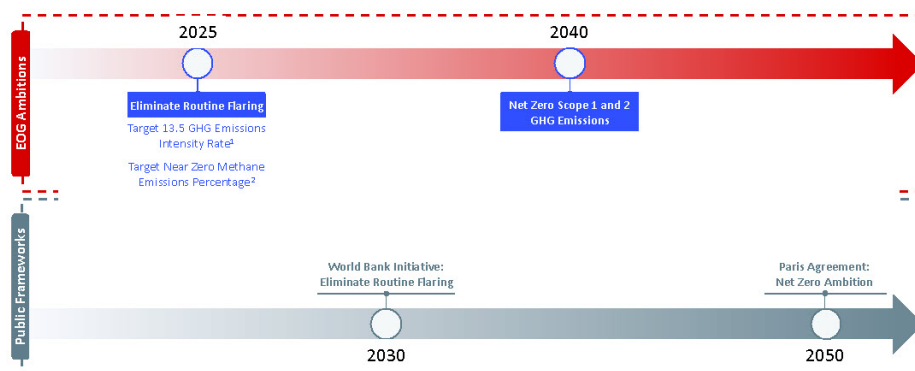 EOG Ambitions
2025
2040
Eliminate Routine Flaring
Target 13.5 GHG Emissions
Intensity Rate¹
Target Near Zero Methane
Emissions Percentage²
Net Zero Scope 1 and 2
GHG Emissions
Public Frameworks
World Bank Initiative:
Eliminate Routine Flaring
Paris Agreement:
Net Zero Ambition
2030
2050